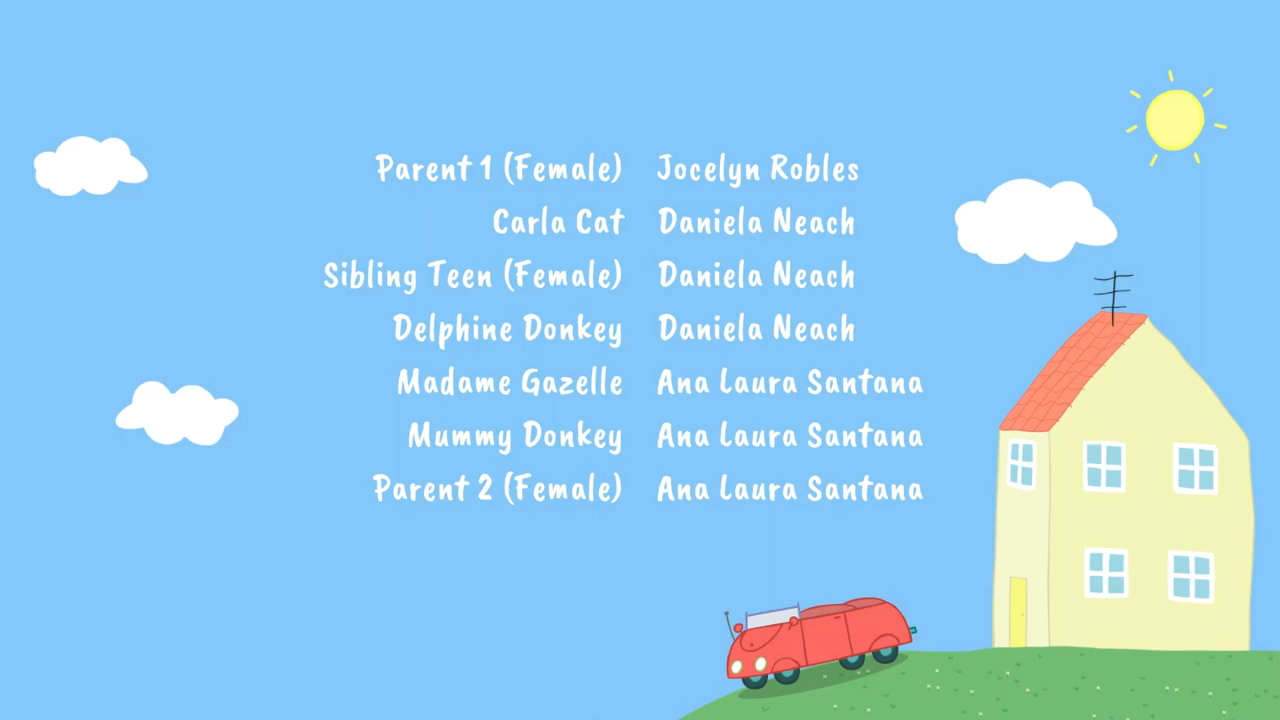 Parent 1 (Female) Jocelyn Robles
Carla Cat Daniela Neach
Sibling Teen (Female) Daniela Neach
Delphine Donkey Daniela Neach
Madame Gazelle Ana Laura Santana
Mummy Donkey Ana Laura Santana
Parent 2 (Female) Ana Laura Santana